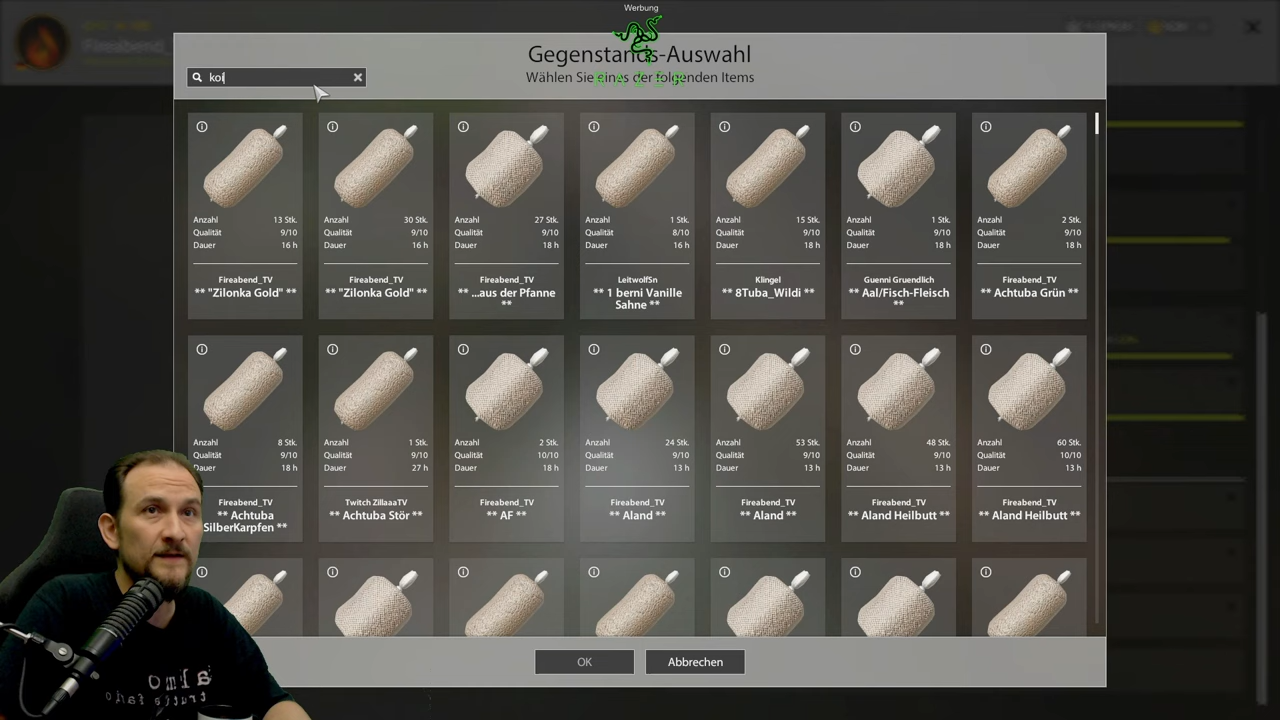 Werbung
Gegenstands-Auswahl
koi
Wählen Sie eines der folgenden Items
RAZER
Anzahl 13 Stk.
Qualität 9/10
Dauer 16 h
Fireabend_TV
** "Zilonka Gold" **
Anzahl 30 Stk.
Qualität 9/10
Dauer 16 h
Fireabend_TV
** "Zilonka Gold" **
Anzahl 27 Stk.
Qualität 9/10
Dauer 18 h
Fireabend_TV
** ...aus der Pfanne
**
Anzahl 1 Stk.
Qualität 8/10
Dauer 16 h
LeitwolfSn
** 1 berni Vanille
Sahne **
Anzahl 15 Stk.
Qualität 9/10
Dauer 18 h
Klingel
** 8Tuba_Wildi **
Anzahl 1 Stk.
Qualität 9/10
Dauer 18 h
Guenni Gruendlich
** Aal/Fisch-Fleisch
**
Anzahl 2 Stk.
Qualität 9/10
Dauer 18 h
Fireabend_TV
** Achtuba Grün **
Anzahl 8 Stk.
Qualität 9/10
Dauer 18 h
Fireabend_TV
** Achtuba
SilberKarpfen **
Anzahl 1 Stk.
Qualität 9/10
Dauer 27 h
Twitch ZillaaaTV
** Achtuba Stör **
Anzahl 2 Stk.
Qualität 10/10
Dauer 18 h
Fireabend_TV
** AF **
Anzahl 24 Stk.
Qualität 9/10
Dauer 13 h
Fireabend_TV
** Aland **
Anzahl 53 Stk.
Qualität 9/10
Dauer 13 h
Fireabend_TV
** Aland **
Anzahl 48 Stk.
Qualität 9/10
Dauer 13 h
Fireabend_TV
** Aland Heilbutt **
Anzahl 60 Stk.
Qualität 10/10
Dauer 13 h
Fireabend_TV
** Aland Heilbutt **
OK
Abbrechen